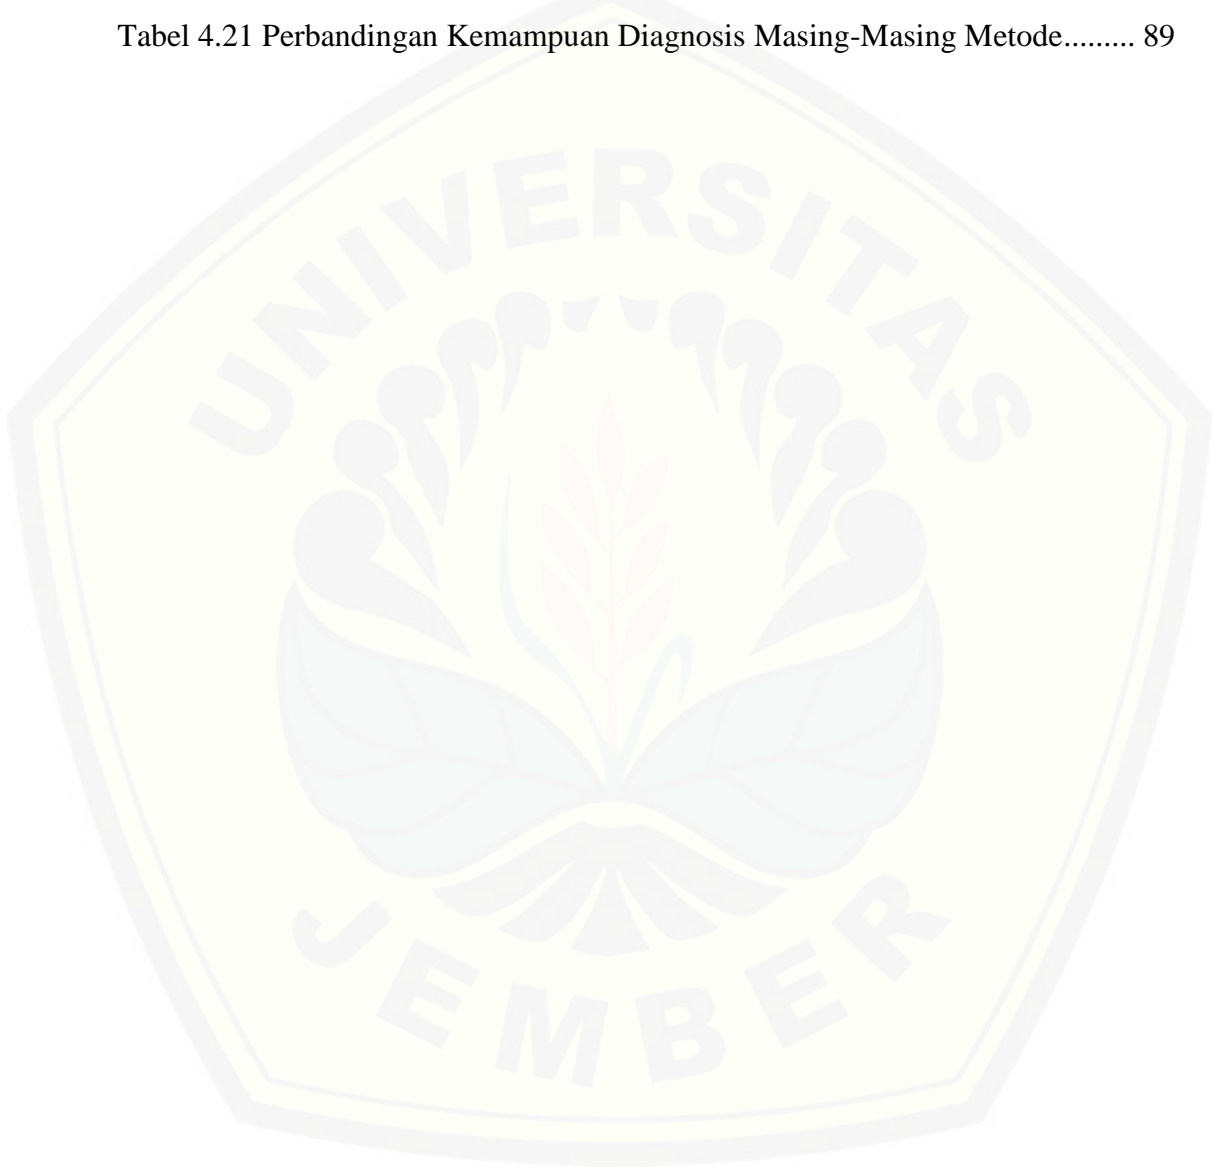 Tabel 4.21 Perbandingan Kemampuan Diagnosis Masing-Masing Metode......... 89
UNIVERSITAS
JEMBER